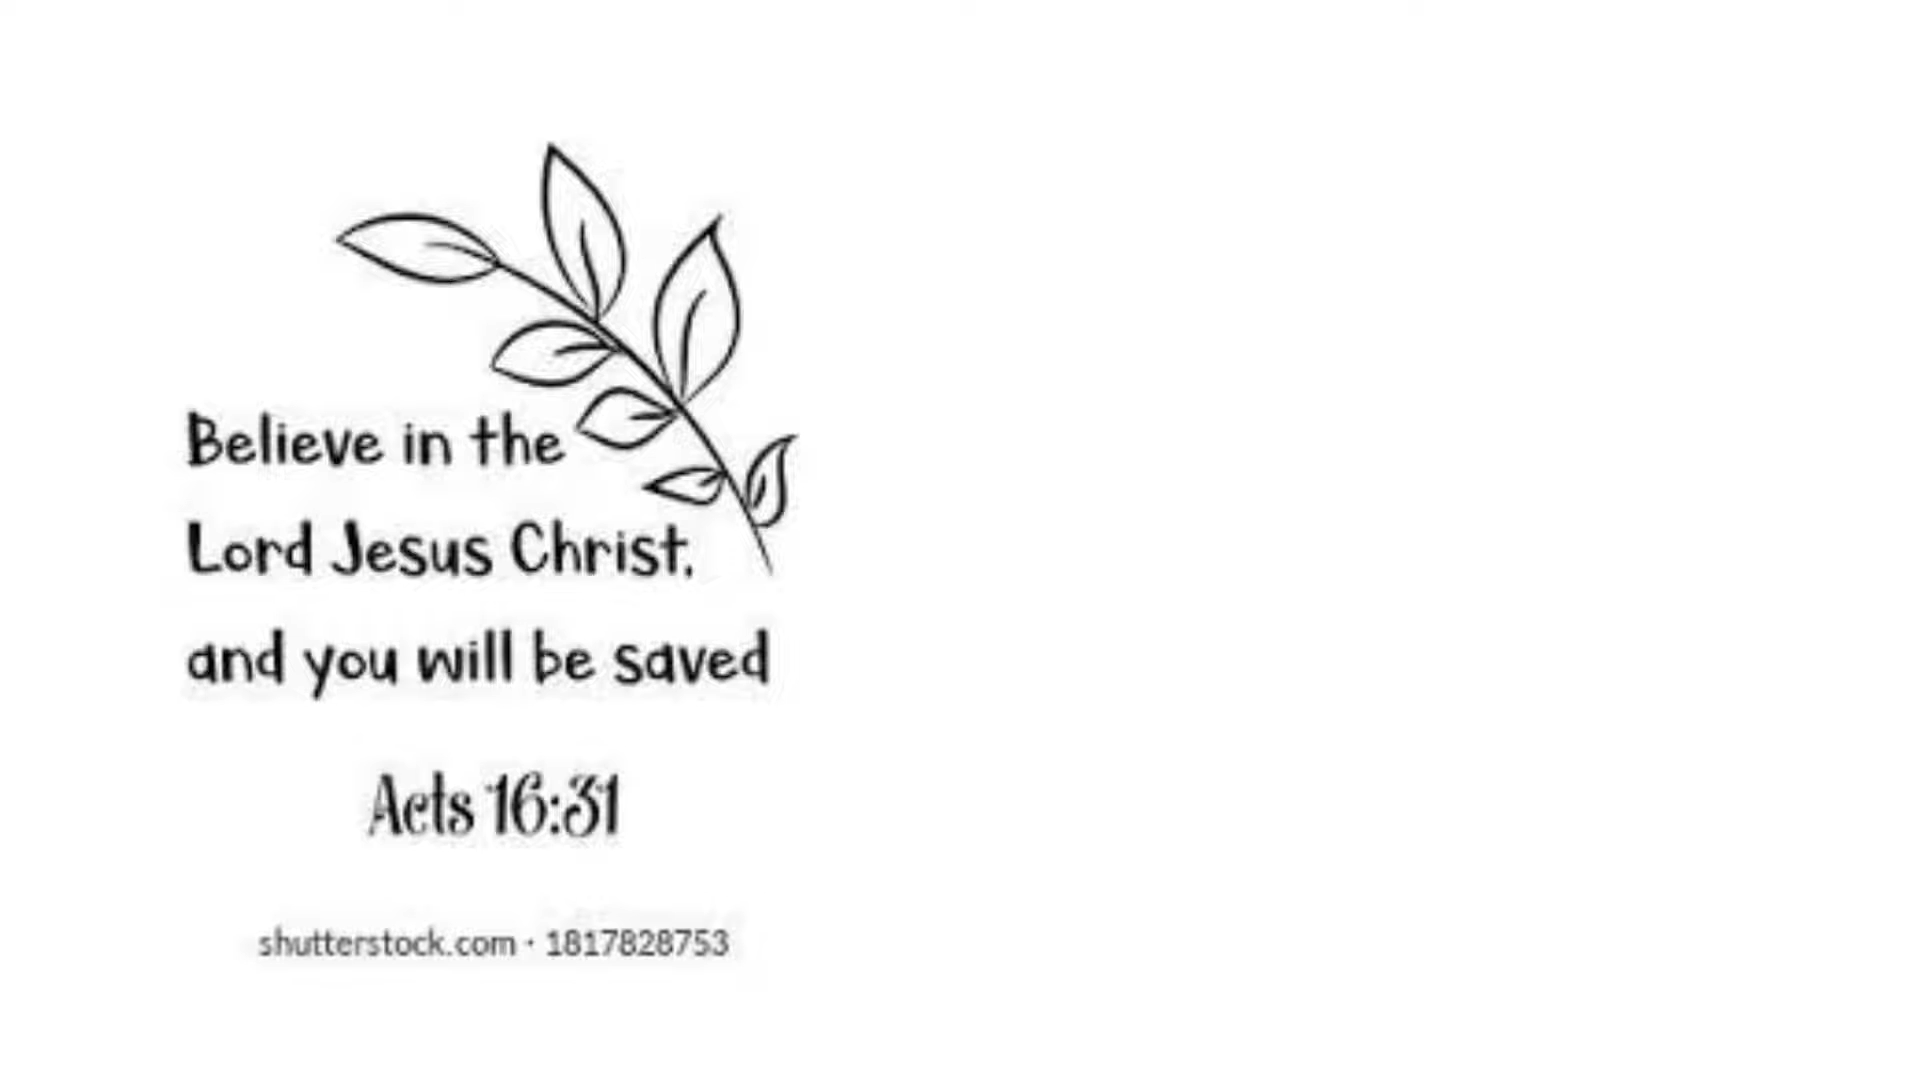 Believe in the
Lord Jesus Christ,
and you will be saved
Acts 16:31
shutterstock.com · 1817828753